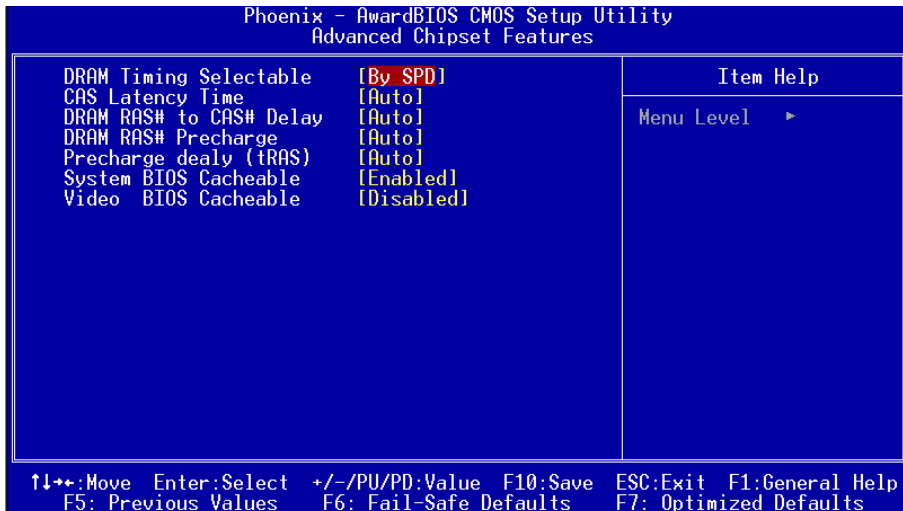 Phoenix - AwardBIOS CMOS Setup Utility
Advanced Chipset Features
DRAM Timing Selectable [By SPD]
CAS Latency Time [Auto]
DRAM RAS# to CAS# Delay [Auto]
DRAM RAS# Precharge [Auto]
Precharge dealy (tRAS) [Auto]
System BIOS Cacheable [Enabled]
Video BIOS Cacheable [Disabled]
Item Help
Menu Level ►
↑↓→←:Move Enter:Select +/-/PU/PD:Value F10:Save ESC:Exit F1:General Help
F5: Previous Values F6: Fail-Safe Defaults F7: Optimized Defaults